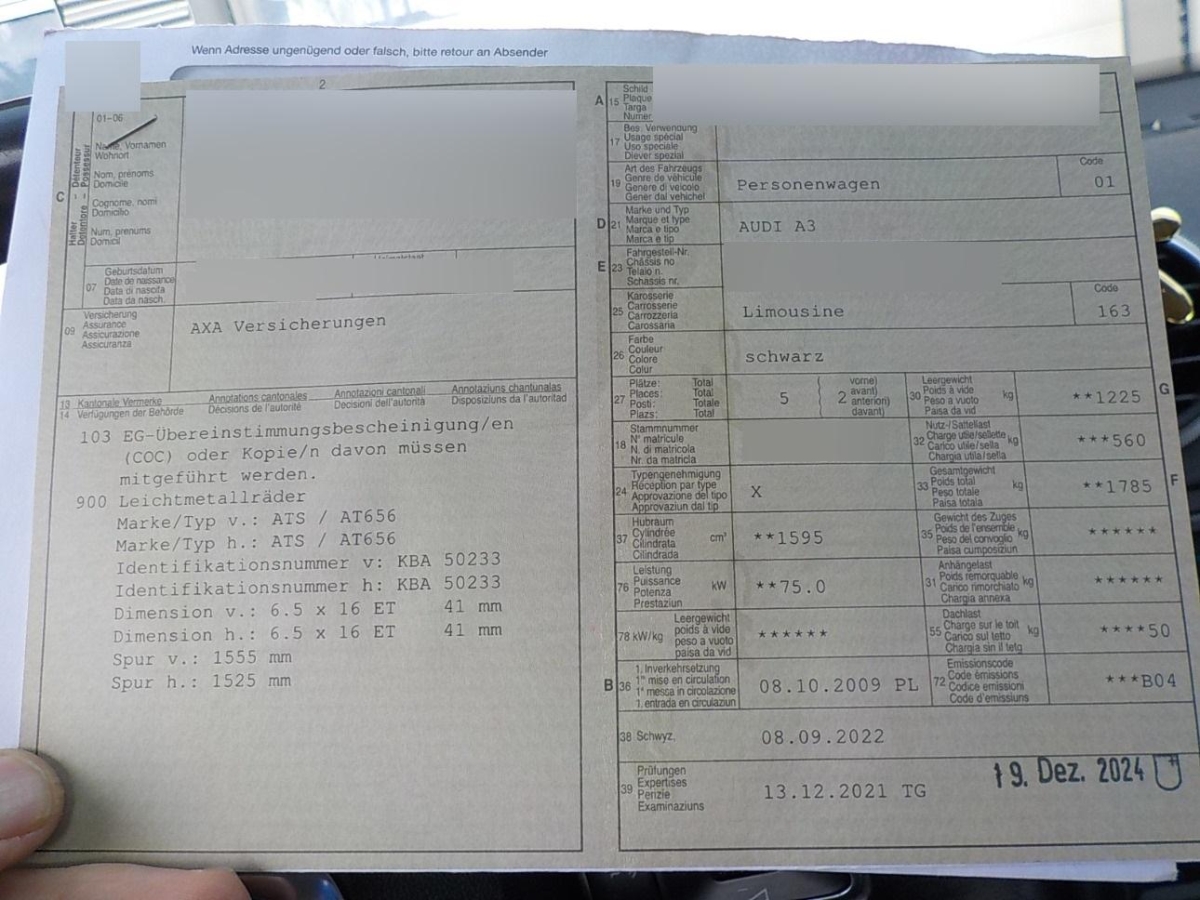 Wenn Adresse ungenügend oder falsch, bitte retour an Absender
2
01-06
C
Halter - Détenteur
Detentore - Possessur
Name, Vornamen
Wohnort
Nom, prénoms
Domicile
Cognome, nomi
Domicilio
Num, prenums
Domicil
07
Geburtsdatum
Date de naissance
Data di nascita
Data da nasch.
09
Versicherung
Assurance
Assicurazione
Assicuranza
AXA Versicherungen
13 Kantonale Vermerke
Annotations cantonales
Annotazioni cantonali
Annotaziuns chantunalas
14 Verfügungen der Behörde
Décisions de l'autorité
Decisioni dell'autorità
Disposiziuns da l'autoritad
103 EG-Übereinstimmungsbescheinigung/en
(COC) oder Kopie/n davon müssen
mitgeführt werden.
900 Leichtmetallräder
Marke/Typ v.: ATS / AT656
Marke/Typ h.: ATS / AT656
Identifikationsnummer v: KBA 50233
Identifikationsnummer h: KBA 50233
Dimension v.: 6.5 x 16 ET 41 mm
Dimension h.: 6.5 x 16 ET 41 mm
Spur v.: 1555 mm
Spur h.: 1525 mm
A
15
Schild
Plaque
Targa
Numer
17
Bes. Verwendung
Usage spécial
Uso speciale
Diever spezial
19
Art des Fahrzeugs
Genre de véhicule
Genere di veicolo
Gener dal vehichel
Personenwagen
Code
01
D
21
Marke und Typ
Marque et type
Marca e tipo
Marca e tip
AUDI A3
E
23
Fahrgestell-Nr.
Châssis no
Telaio n.
Schassis nr.
25
Karosserie
Carrosserie
Carrozzeria
Carossaria
Limousine
Code
163
26
Farbe
Couleur
Colore
Colur
schwarz
27
Plätze: Total
Places: Total
Posti: Totale
Plazs: Total
5
2
vorne)
avant)
anteriori)
davant)
30
Leergewicht
Poids à vide
Peso a vuoto
Paisa da vid
kg
**1225
G
18
Stammnummer
N° matricule
N. di matricola
Nr. da matricla
32
Nutz-/Sattellast
Charge utile/sellette
Carico utile/sella
Chargia utila/sella
kg
***560
24
Typengenehmigung
Réception par type
Approvazione del tipo
Approvaziun dal tip
X
33
Gesamtgewicht
Poids total
Peso totale
Paisa totala
kg
**1785
F
37
Hubraum
Cylindrée
Cilindrata
Cilindrada
cm³
**1595
35
Gewicht des Zuges
Poids de l'ensemble
Peso del convoglio
Paisa cumposiziun
kg
******
76
Leistung
Puissance
Potenza
Prestaziun
kW
**75.0
31
Anhängelast
Poids remorquable
Carico rimorchiato
Chargia annexa
kg
******
78 kW/kg
Leergewicht
poids à vide
peso a vuoto
paisa da vid
******
55
Dachlast
Charge sur le toit
Carico sul tetto
Chargia sin il tetg
kg
****50
B
36
1. Inverkehrsetzung
1re mise en circulation
1a messa in circolazione
1. entrada en circulaziun
08.10.2009 PL
72
Emissionscode
Code émissions
Codice emissioni
Code d'emissiuns
***B04
38 Schwyz.
08.09.2022
39
Prüfungen
Expertises
Perizie
Examinaziuns
13.12.2021 TG
19. Dez. 2024